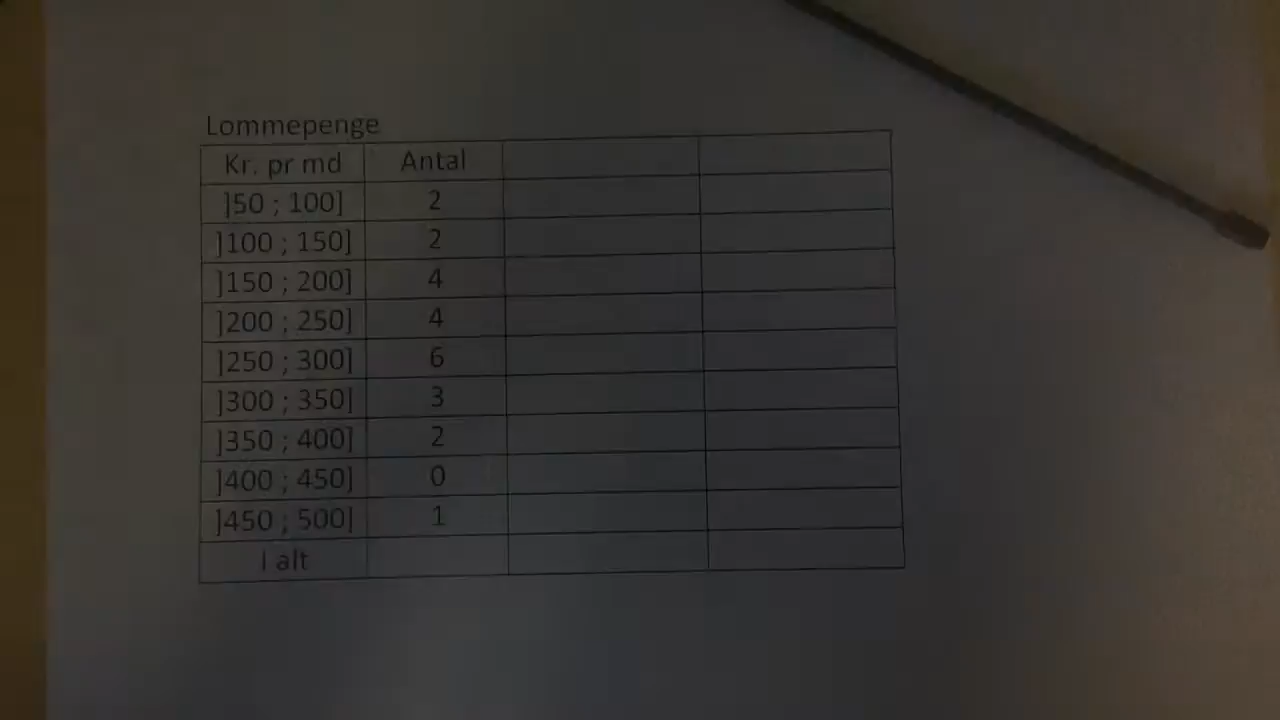 Lommepenge
Kr. pr md Antal
]50 ; 100] 2
]100 ; 150] 2
]150 ; 200] 4
]200 ; 250] 4
]250 ; 300] 6
]300 ; 350] 3
]350 ; 400] 2
]400 ; 450] 0
]450 ; 500] 1
I alt